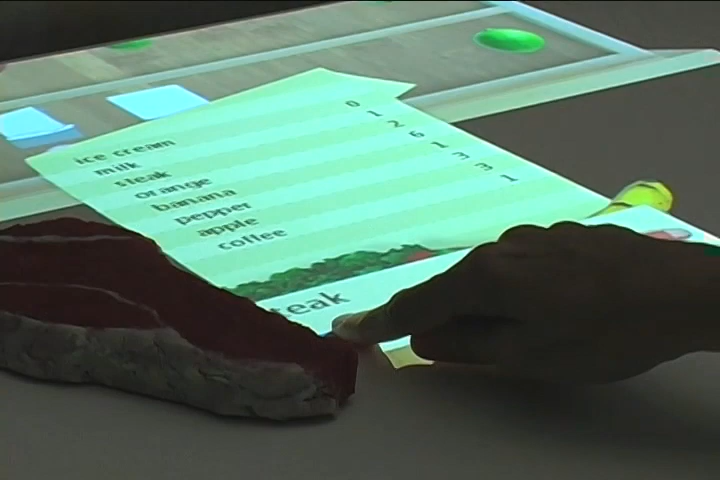 ice cream 0
milk 1
steak 2
orange 6
banana 1
pepper 3
apple 3
coffee 1
steak